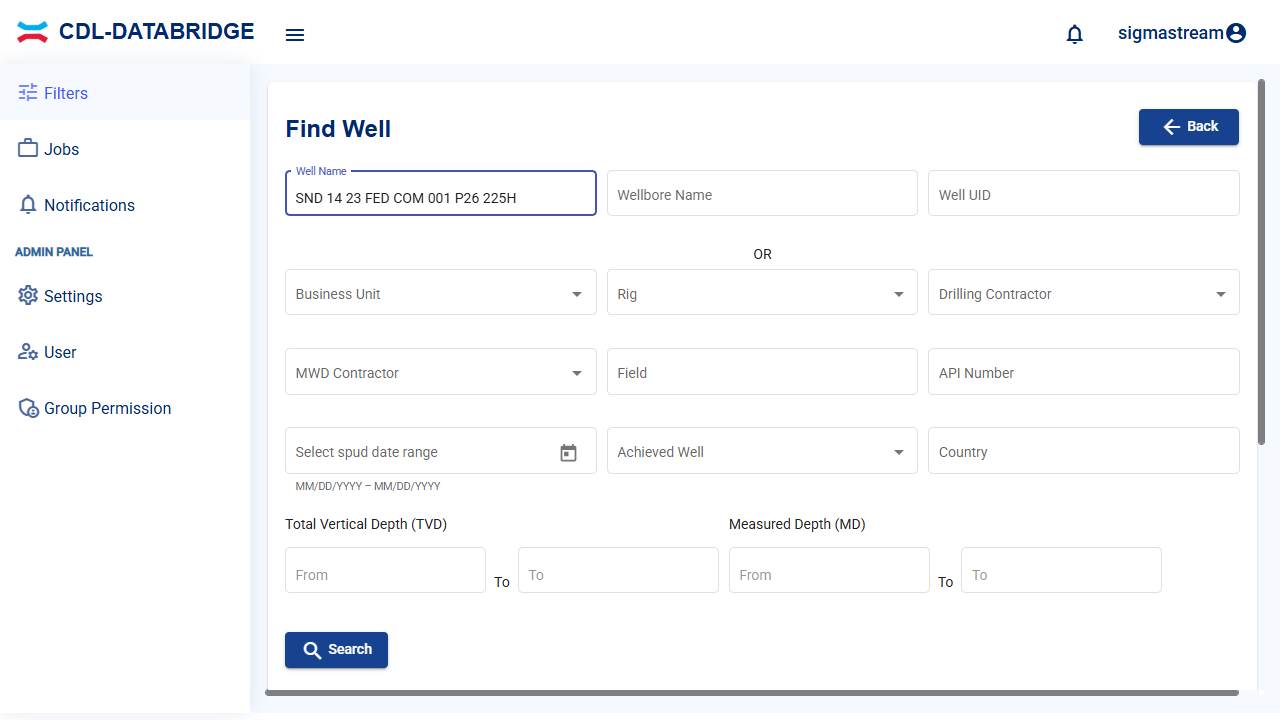 CDL-DATABRIDGE
sigmastream
Filters
Jobs
Notifications
ADMIN PANEL
Settings
User
Group Permission
Find Well
Back
Well Name
SND 14 23 FED COM 001 P26 225H
Wellbore Name
Well UID
OR
Business Unit
Rig
Drilling Contractor
MWD Contractor
Field
API Number
Select spud date range
Achieved Well
Country
MM/DD/YYYY – MM/DD/YYYY
Total Vertical Depth (TVD)
Measured Depth (MD)
From
To
To
From
To
To
Search